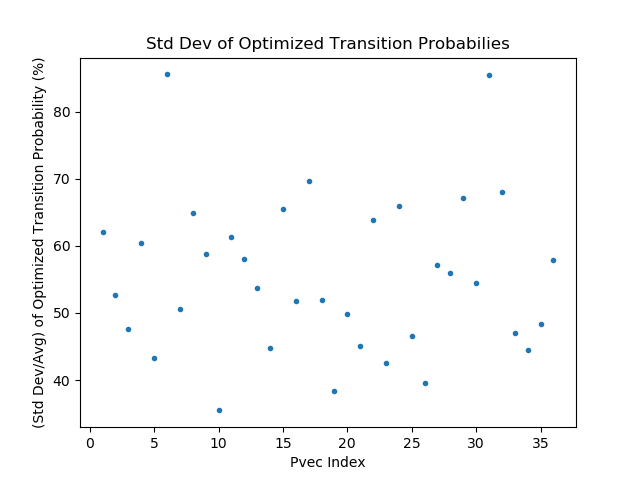 Std Dev of Optimized Transition Probabilies
(Std Dev/Avg) of Optimized Transition Probability (%)
80
70
60
50
40
0 5 10 15 20 25 30 35
Pvec Index